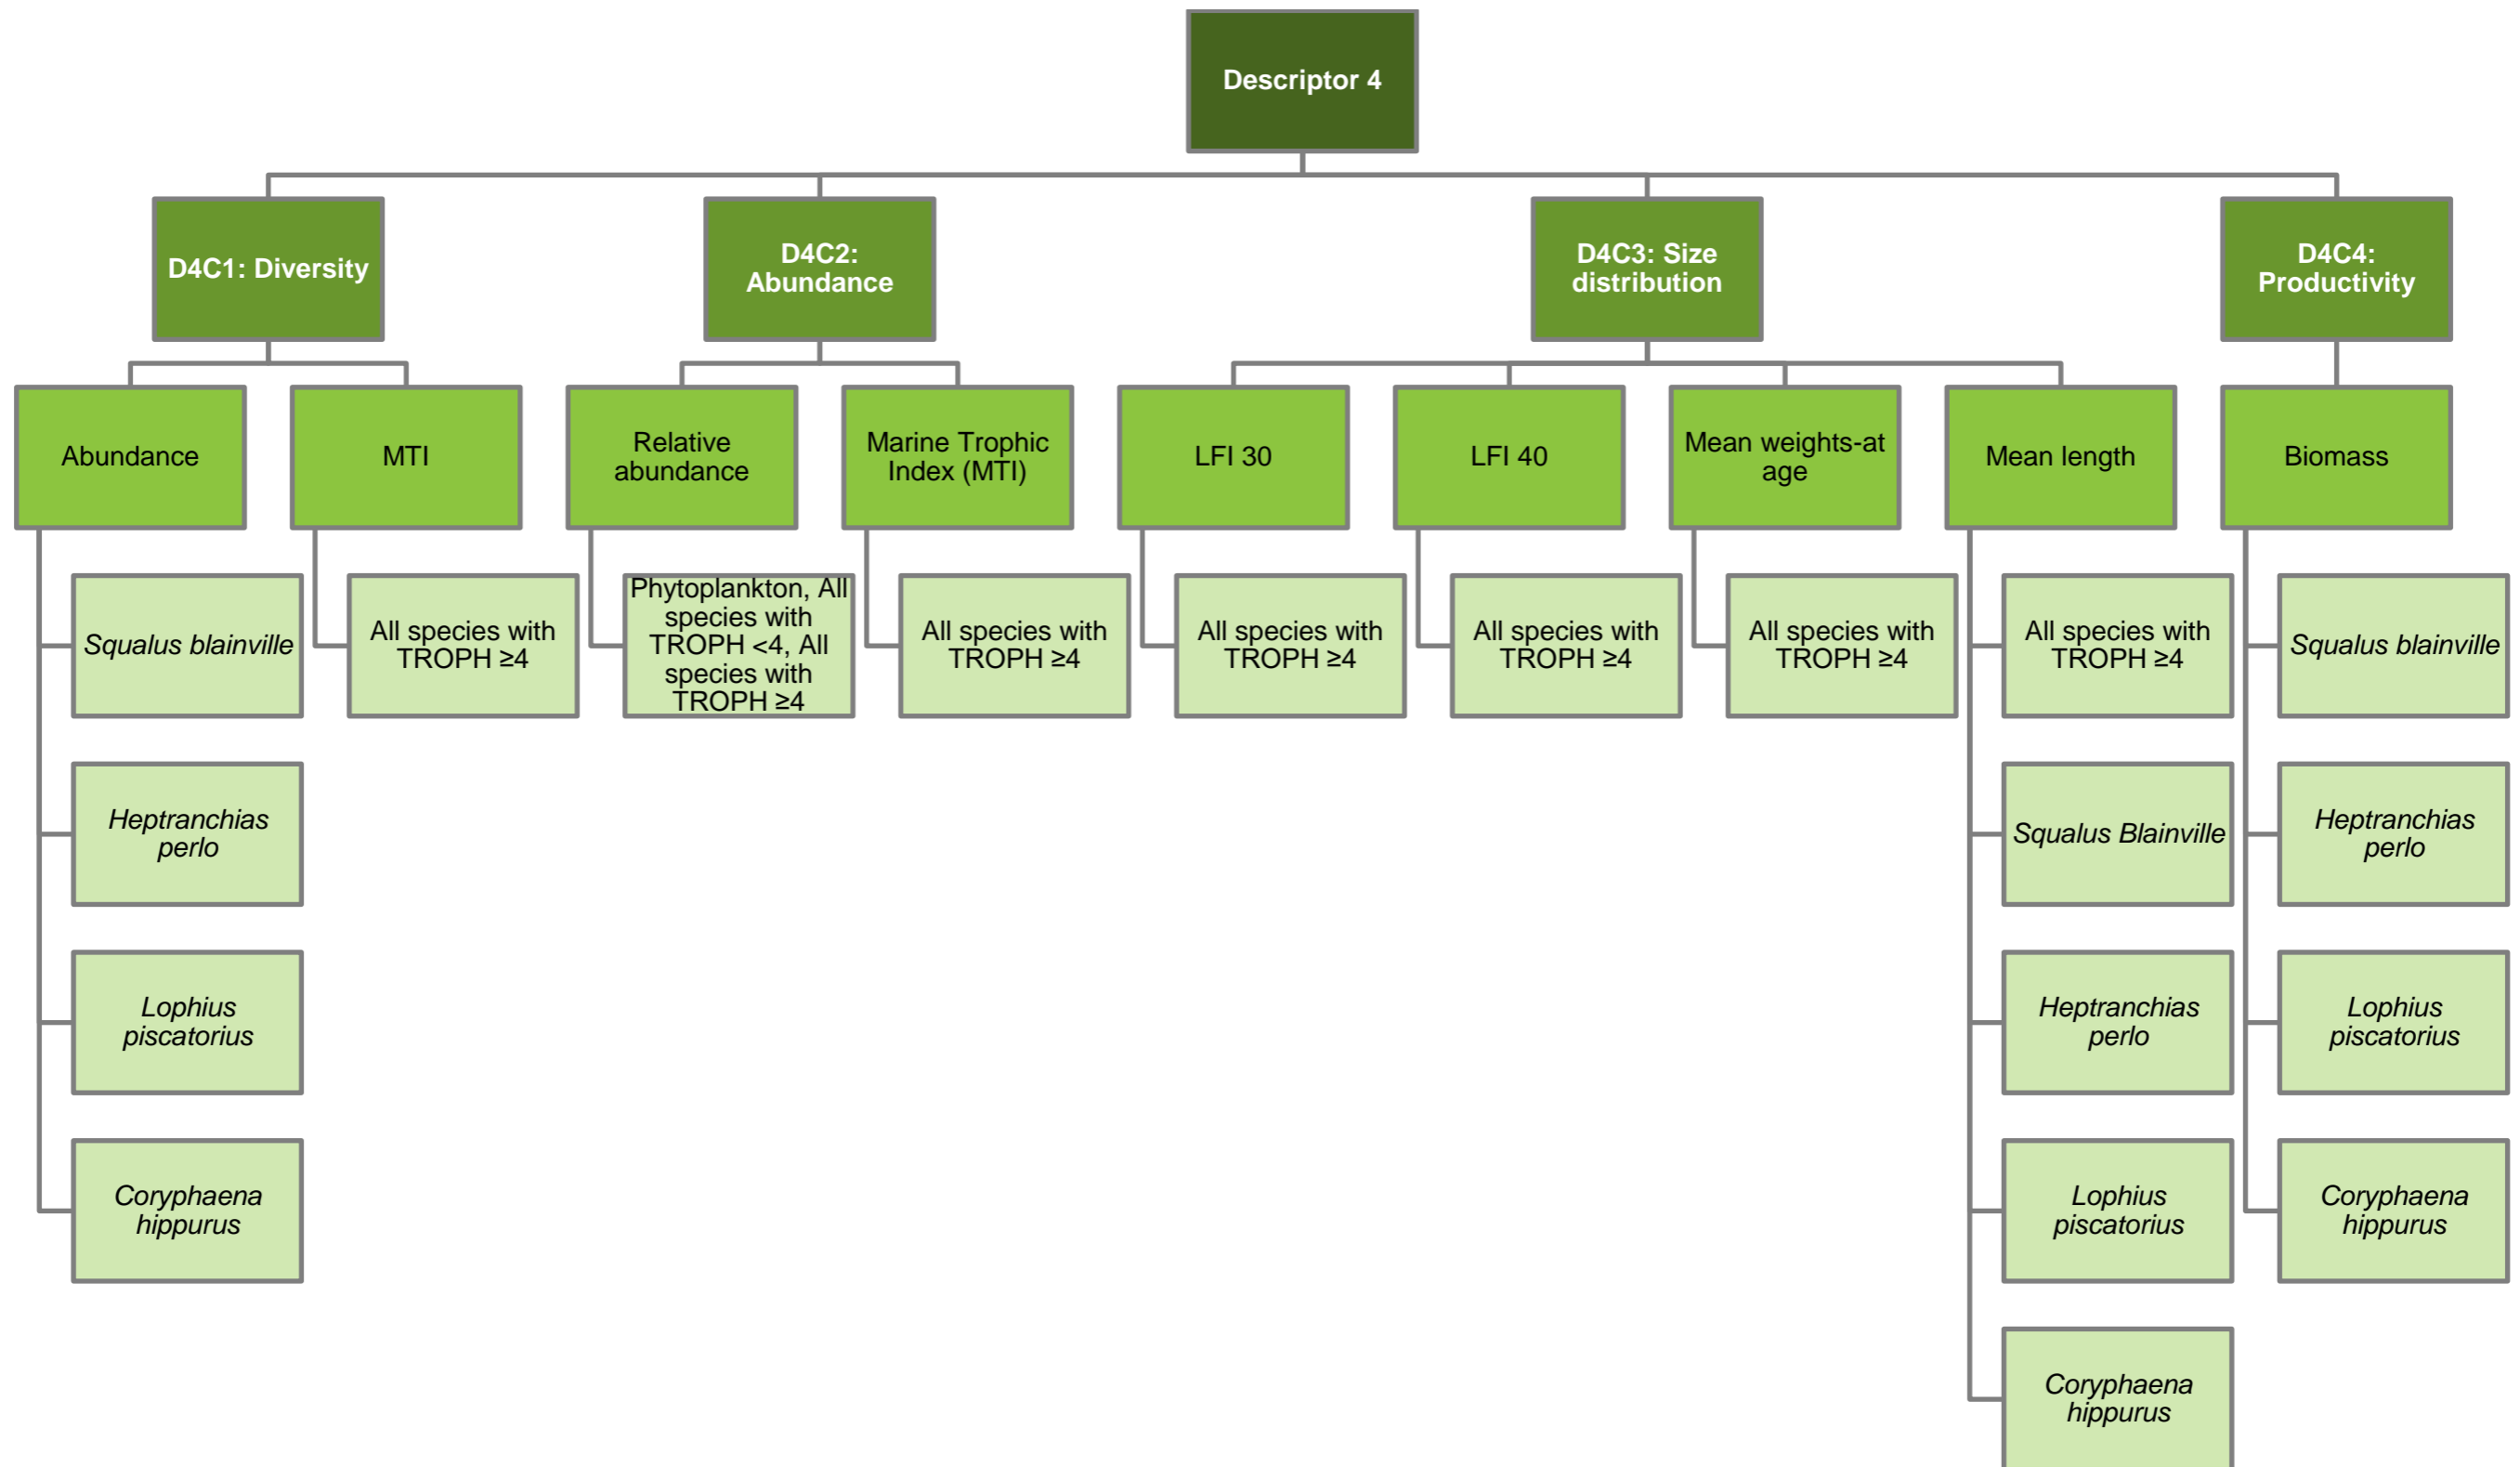 Descriptor 4
D4C1: Diversity
D4C2:
Abundance
D4C3: Size
distribution
D4C4:
Productivity
Abundance
MTI
Relative
abundance
Marine Trophic
Index (MTI)
LFI 30
LFI 40
Mean weights-at
age
Mean length
Biomass
Squalus blainville
All species with
TROPH ≥4
Phytoplankton, All
species with
TROPH <4, All
species with
TROPH ≥4
All species with
TROPH ≥4
All species with
TROPH ≥4
All species with
TROPH ≥4
All species with
TROPH ≥4
All species with
TROPH ≥4
Squalus blainville
Heptranchias
perlo
Squalus Blainville
Heptranchias
perlo
Lophius
piscatorius
Heptranchias
perlo
Lophius
piscatorius
Coryphaena
hippurus
Lophius
piscatorius
Coryphaena
hippurus
Coryphaena
hippurus